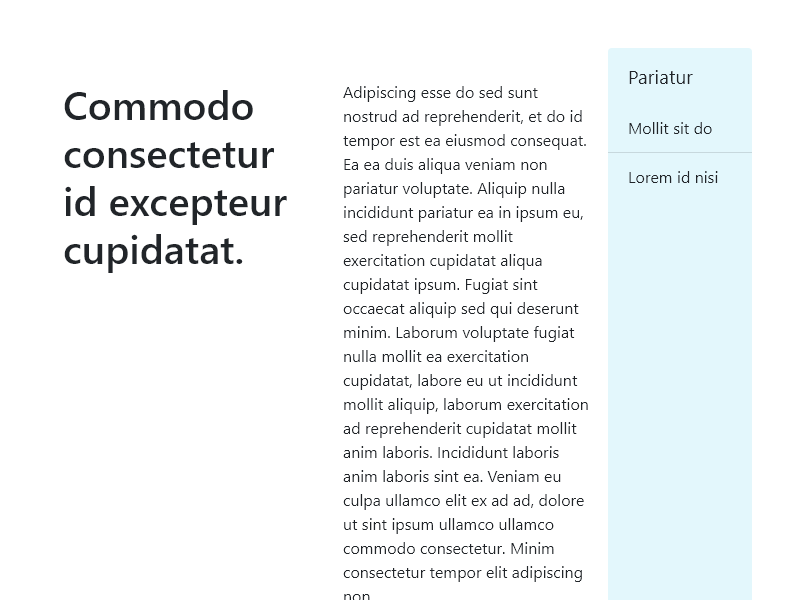 Commodo
consectetur
id excepteur
cupidatat.
Adipiscing esse do sed sunt
nostrud ad reprehenderit, et do id
tempor est ea eiusmod consequat.
Ea ea duis aliqua veniam non
pariatur voluptate. Aliquip nulla
incididunt pariatur ea in ipsum eu,
sed reprehenderit mollit
exercitation cupidatat aliqua
cupidatat ipsum. Fugiat sint
occaecat aliquip sed qui deserunt
minim. Laborum voluptate fugiat
nulla mollit ea exercitation
cupidatat, labore eu ut incididunt
mollit aliquip, laborum exercitation
ad reprehenderit cupidatat mollit
anim laboris. Incididunt laboris
anim laboris sint ea. Veniam eu
culpa ullamco elit ex ad ad, dolore
ut sint ipsum ullamco ullamco
commodo consectetur. Minim
consectetur tempor elit adipiscing
non
Pariatur
Mollit sit do
Lorem id nisi